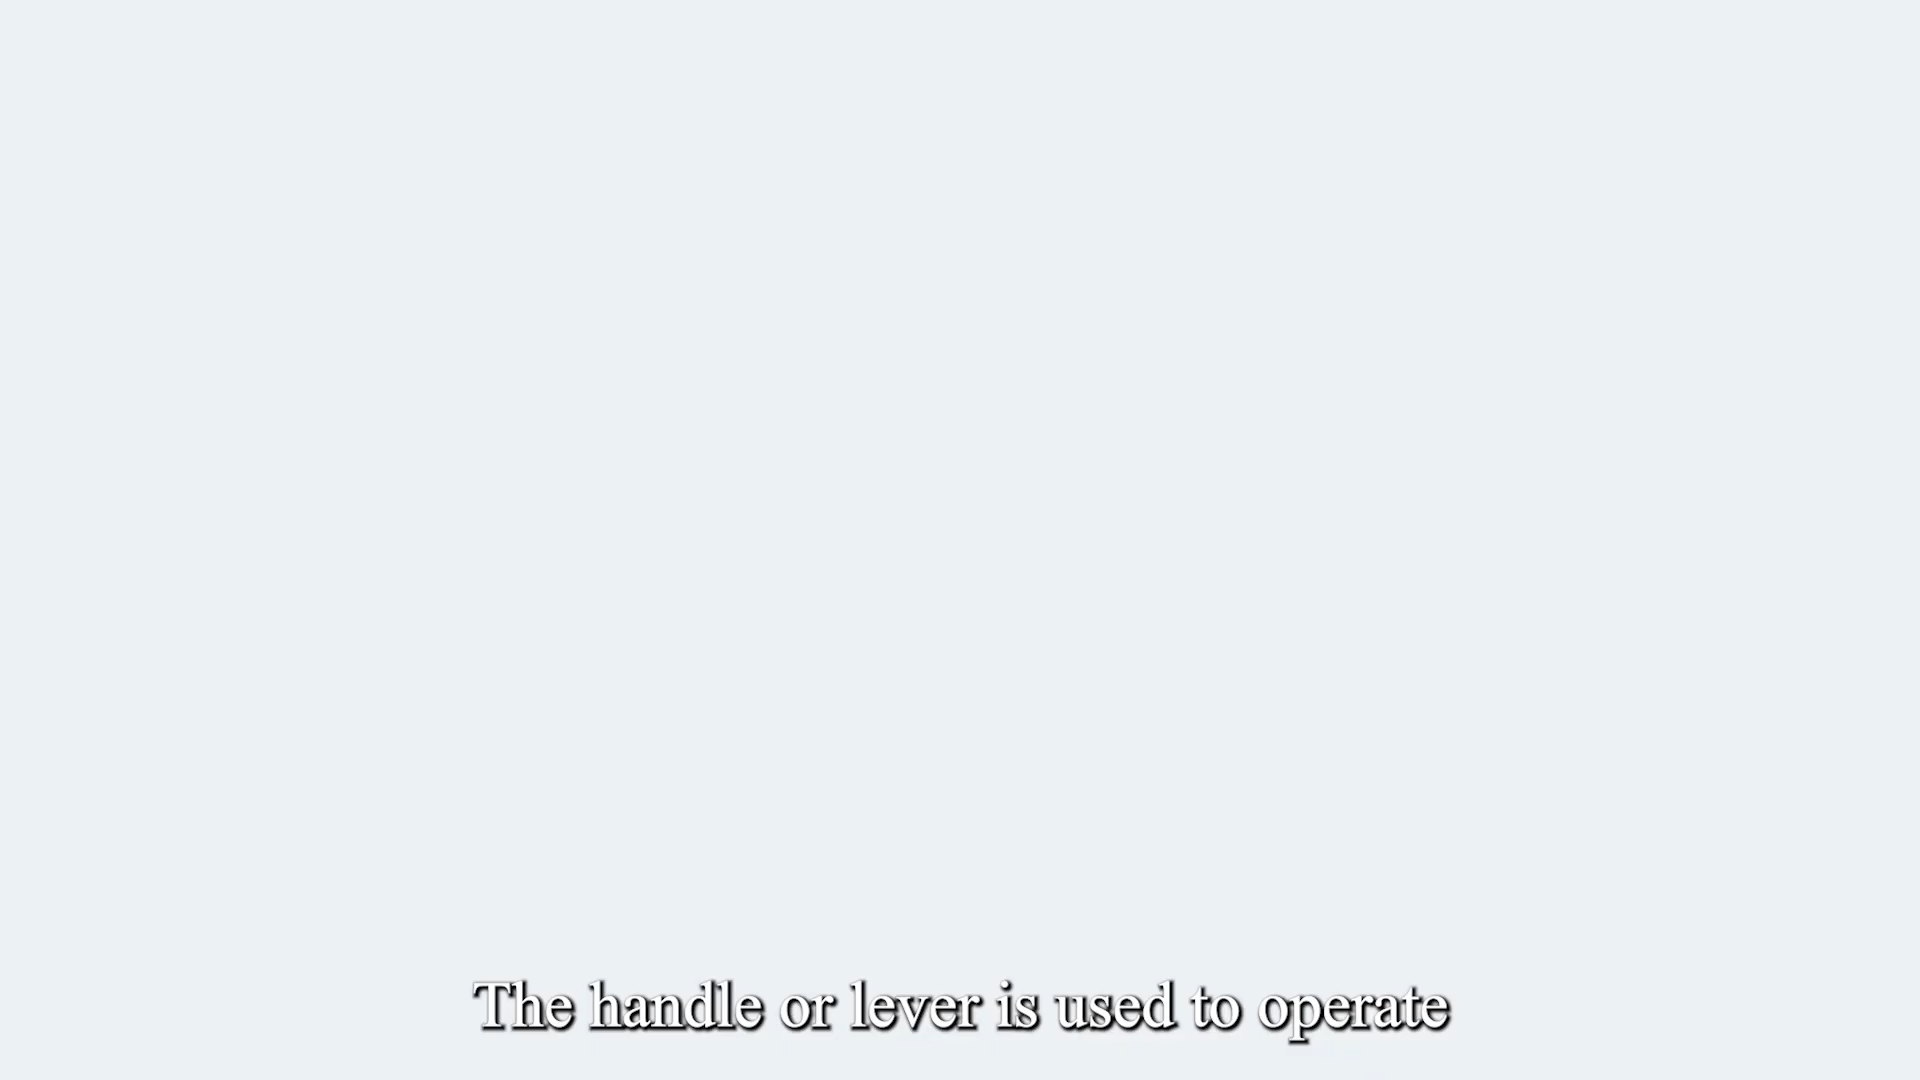 The handle or lever is used to operate